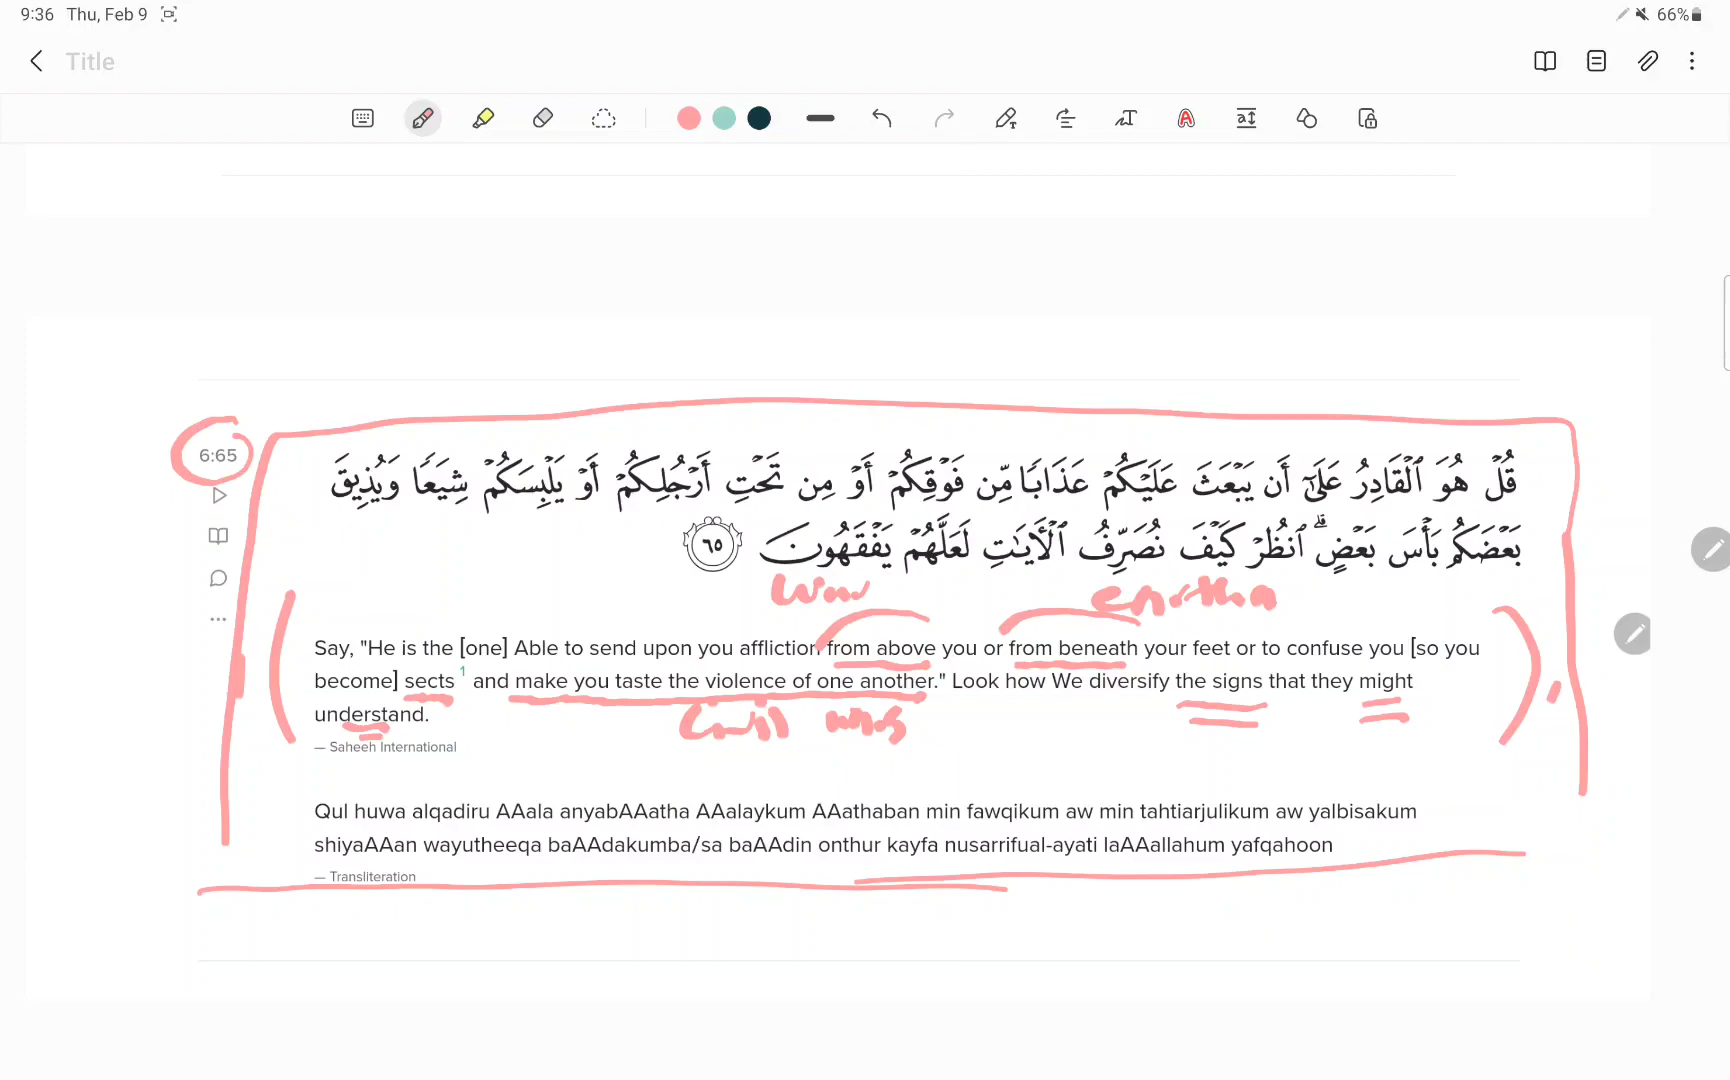 9:36 Thu, Feb 9 66%
Title
6:65
قُلْ هُوَ ٱلْقَادِرُ عَلَىٰٓ أَن يَبْعَثَ عَلَيْكُمْ عَذَابًا مِّن فَوْقِكُمْ أَوْ مِن تَحْتِ أَرْجُلِكُمْ أَوْ يَلْبِسَكُمْ شِيَعًا وَيُذِيقَ
بَعْضَكُم بَأْسَ بَعْضٍ ۗ ٱنظُرْ كَيْفَ نُصَرِّفُ ٱلْـَٔايَـٰتِ لَعَلَّهُمْ يَفْقَهُونَ ٦٥
Say, "He is the [one] Able to send upon you affliction from above you or from beneath your feet or to confuse you [so you
become] sects 1 and make you taste the violence of one another." Look how We diversify the signs that they might
understand.
— Saheeh International
Qul huwa alqadiru AAala anyabAAatha AAalaykum AAathaban min fawqikum aw min tahtiarjulikum aw yalbisakum
shiyaAAan wayutheeqa baAAdakumba/sa baAAdin onthur kayfa nusarrifual-ayati laAAallahum yafqahoon
— Transliteration